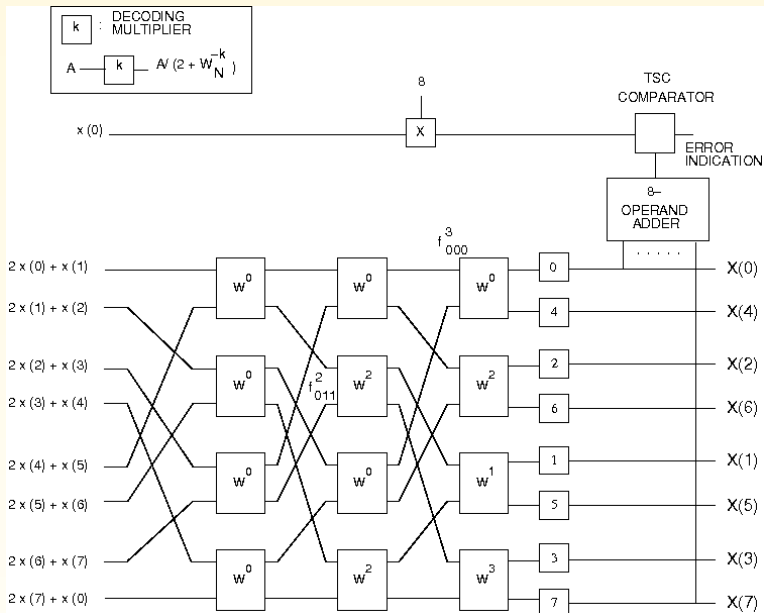 k : DECODING
MULTIPLIER
A k A/ (2 + W_N^-k)
8
x (0)
X
TSC
COMPARATOR
ERROR
INDICATION
8–
OPERAND
ADDER
. . . . .
f^3_000
2 x (0) + x (1) W^0 W^0 W^0 0 X(0)
2 x (1) + x (2) 4 X(4)
2 x (2) + x (3) W^0 f^2_011 W^2 W^2 2 X(2)
2 x (3) + x (4) 6 X(6)
2 x (4) + x (5) W^0 W^0 W^1 1 X(1)
2 x (5) + x (6) 5 X(5)
2 x (6) + x (7) W^0 W^2 W^3 3 X(3)
2 x (7) + x (0) 7 X(7)